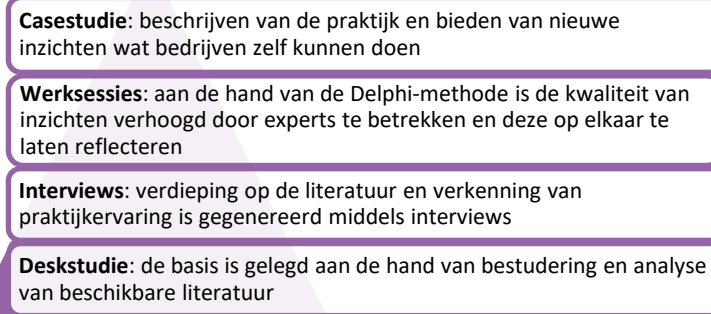 Casestudie: beschrijven van de praktijk en bieden van nieuwe
inzichten wat bedrijven zelf kunnen doen
Werksessies: aan de hand van de Delphi-methode is de kwaliteit van
inzichten verhoogd door experts te betrekken en deze op elkaar te
laten reflecteren
Interviews: verdieping op de literatuur en verkenning van
praktijkervaring is gegenereerd middels interviews
Deskstudie: de basis is gelegd aan de hand van bestudering en analyse
van beschikbare literatuur